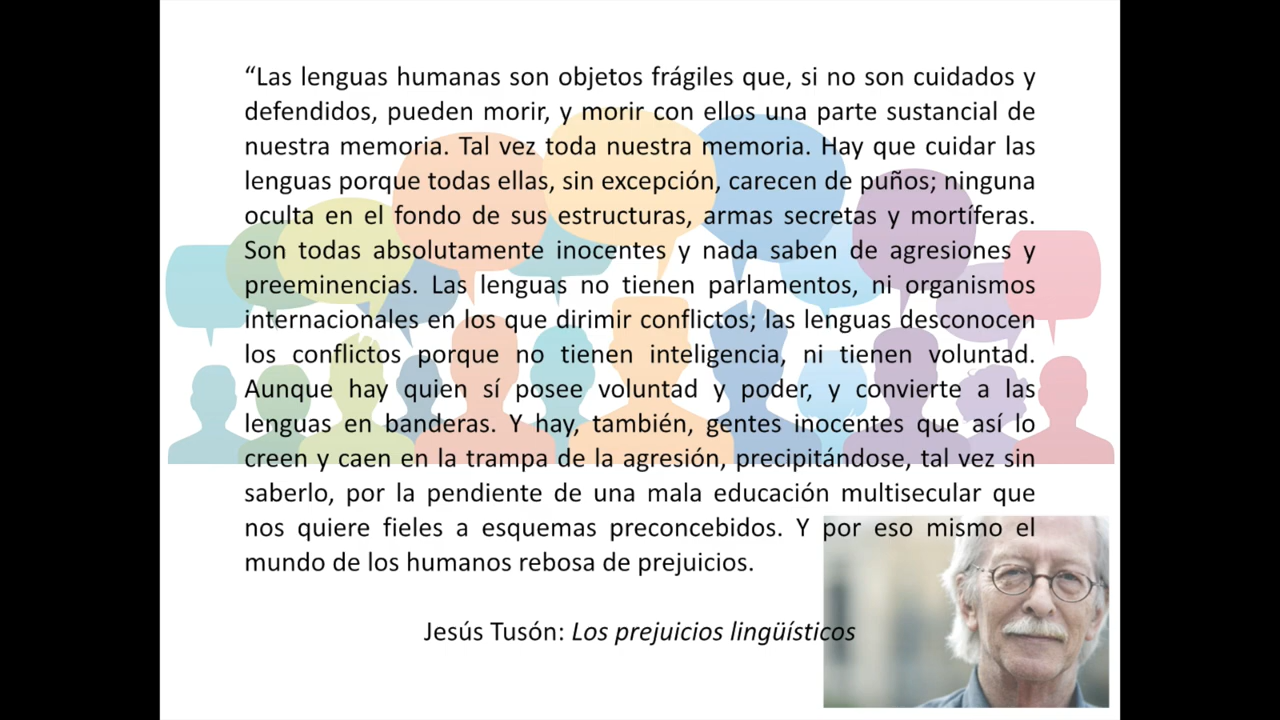 “Las lenguas humanas son objetos frágiles que, si no son cuidados y
defendidos, pueden morir, y morir con ellos una parte sustancial de
nuestra memoria. Tal vez toda nuestra memoria. Hay que cuidar las
lenguas porque todas ellas, sin excepción, carecen de puños; ninguna
oculta en el fondo de sus estructuras, armas secretas y mortíferas.
Son todas absolutamente inocentes y nada saben de agresiones y
preeminencias. Las lenguas no tienen parlamentos, ni organismos
internacionales en los que dirimir conflictos; las lenguas desconocen
los conflictos porque no tienen inteligencia, ni tienen voluntad.
Aunque hay quien sí posee voluntad y poder, y convierte a las
lenguas en banderas. Y hay, también, gentes inocentes que así lo
creen y caen en la trampa de la agresión, precipitándose, tal vez sin
saberlo, por la pendiente de una mala educación multisecular que
nos quiere fieles a esquemas preconcebidos. Y por eso mismo el
mundo de los humanos rebosa de prejuicios.
Jesús Tusón: Los prejuicios lingüísticos